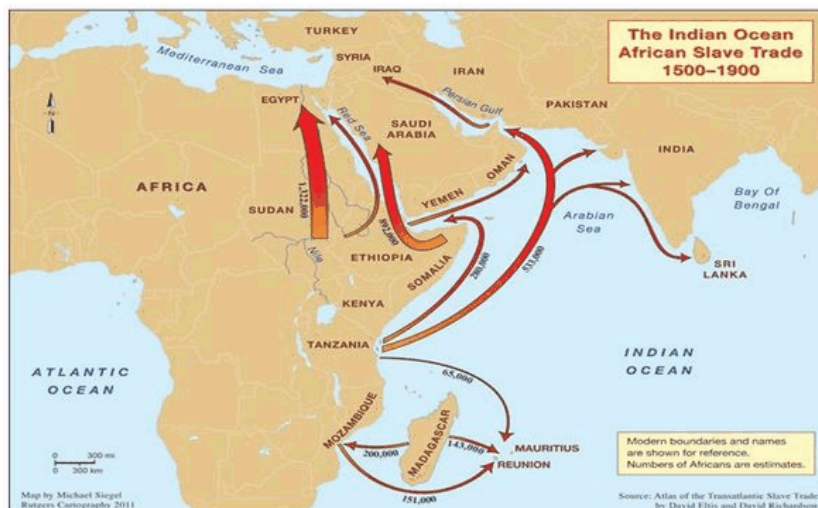 The Indian Ocean
African Slave Trade
1500–1900
TURKEY
Mediterranean Sea
SYRIA
IRAQ
IRAN
Persian Gulf
PAKISTAN
EGYPT
Red Sea
SAUDI
ARABIA
OMAN
INDIA
-N-
AFRICA
1,322,000
SUDAN
892,000
YEMEN
Bay Of
Bengal
Arabian
Sea
Nile
ETHIOPIA
SOMALIA
280,000
533,000
SRI
LANKA
KENYA
TANZANIA
INDIAN
OCEAN
ATLANTIC
OCEAN
65,000
MOZAMBIQUE
MADAGASCAR
200,000
143,000
MAURITIUS
REUNION
151,000
0 300 mi
0 300 km
Modern boundaries and names
are shown for reference.
Numbers of Africans are estimates.
Map by Michael Siegel
Rutgers Cartography 2011
Source: Atlas of the Transatlantic Slave Trade
by David Eltis and David Richardson